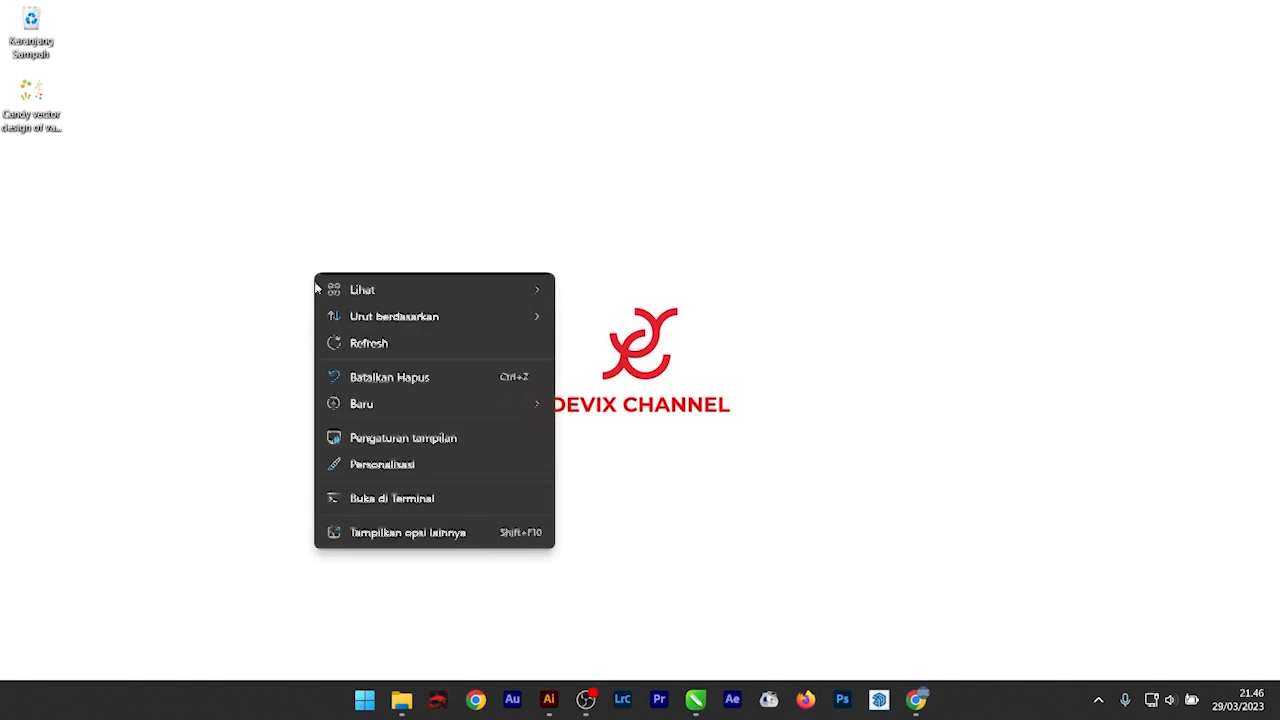 Karanjang
Sampah
Candy vector
design of va...
Lihat
Urut berdasarkan
Refresh
Batalkan Hapus Ctrl+Z
Baru
Pengaturan tampilan
Personalisasi
Buka di Terminal
Tampilkan opsi lainnya Shift+F10
DEVIX CHANNEL
Au
Ai
Lrc
Pr
Ae
Ps
21.46
29/03/2023